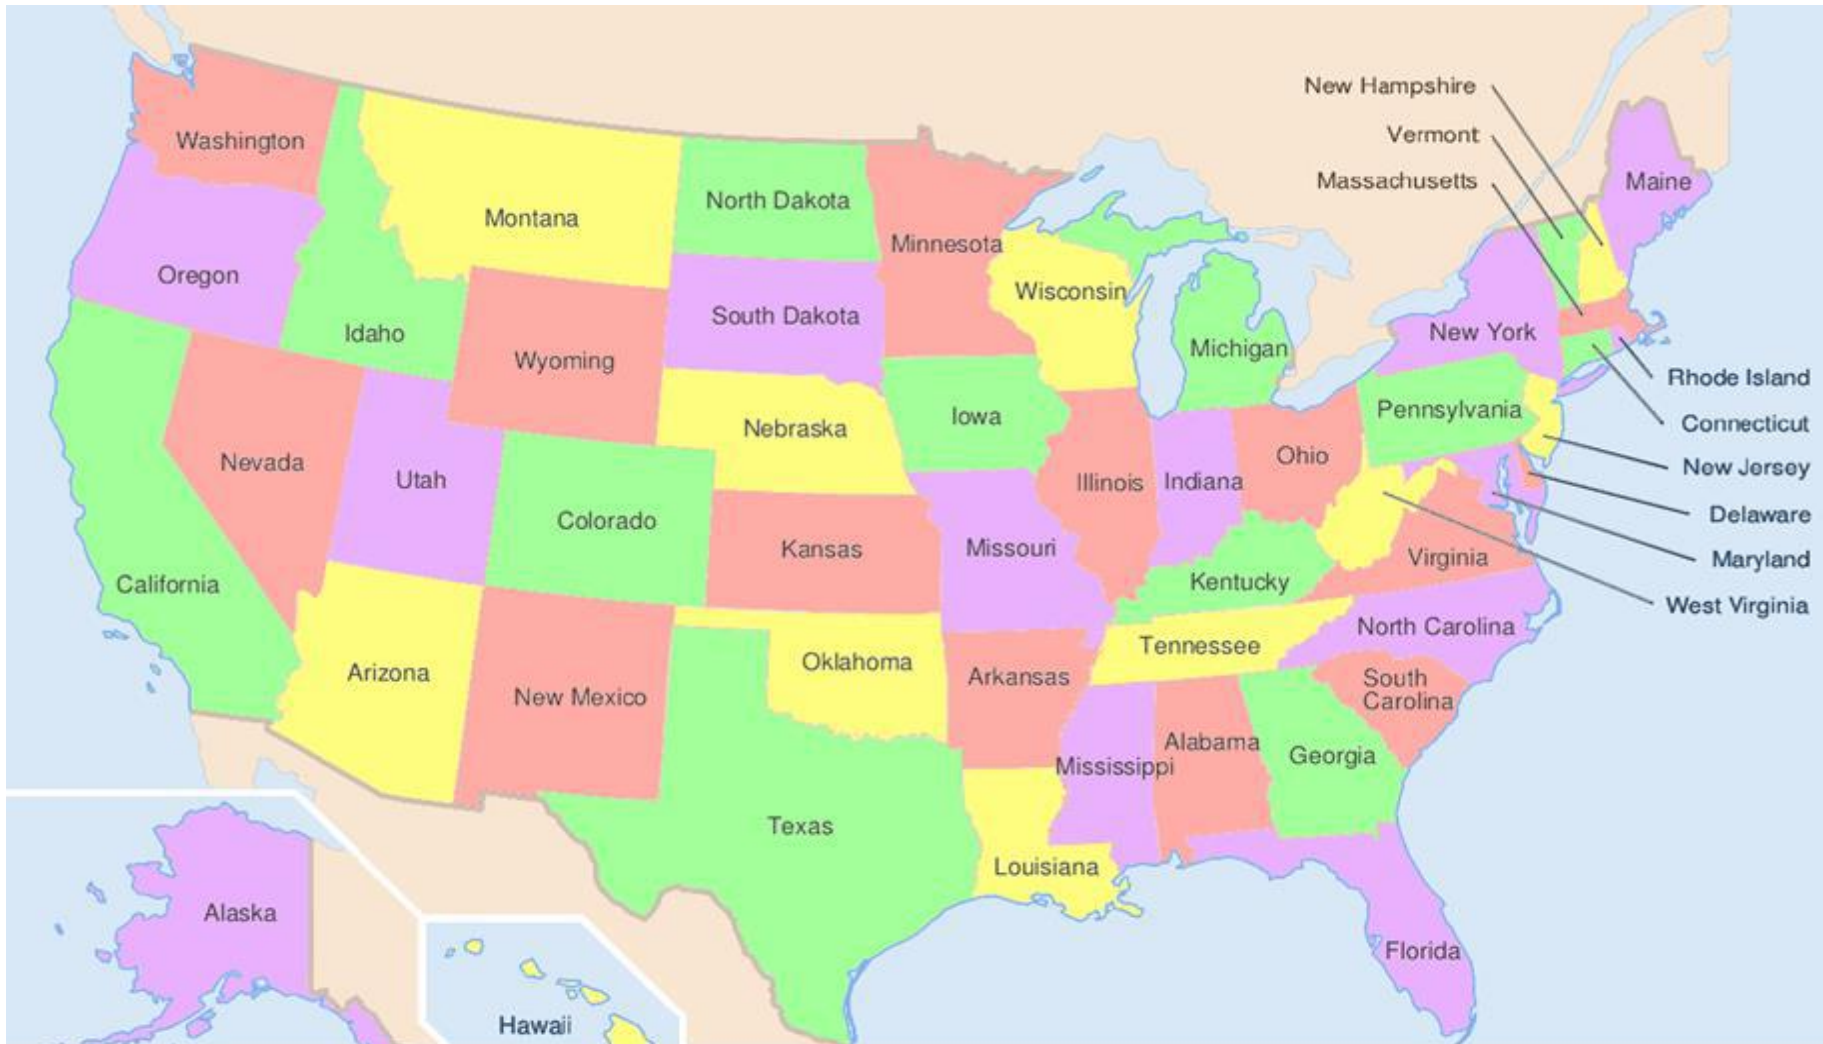 New Hampshire
Vermont
Massachusetts
Washington
Maine
Montana
North Dakota
Minnesota
Oregon
Wisconsin
South Dakota
Idaho
New York
Michigan
Wyoming
Rhode Island
Pennsylvania
Iowa
Connecticut
Nebraska
Ohio
Nevada
New Jersey
Utah
Illinois
Indiana
Delaware
Colorado
Kansas
Missouri
Virginia
Maryland
California
Kentucky
West Virginia
North Carolina
Tennessee
Oklahoma
Arizona
Arkansas
South
Carolina
New Mexico
Alabama
Georgia
Mississippi
Texas
Louisiana
Alaska
Florida
Hawaii